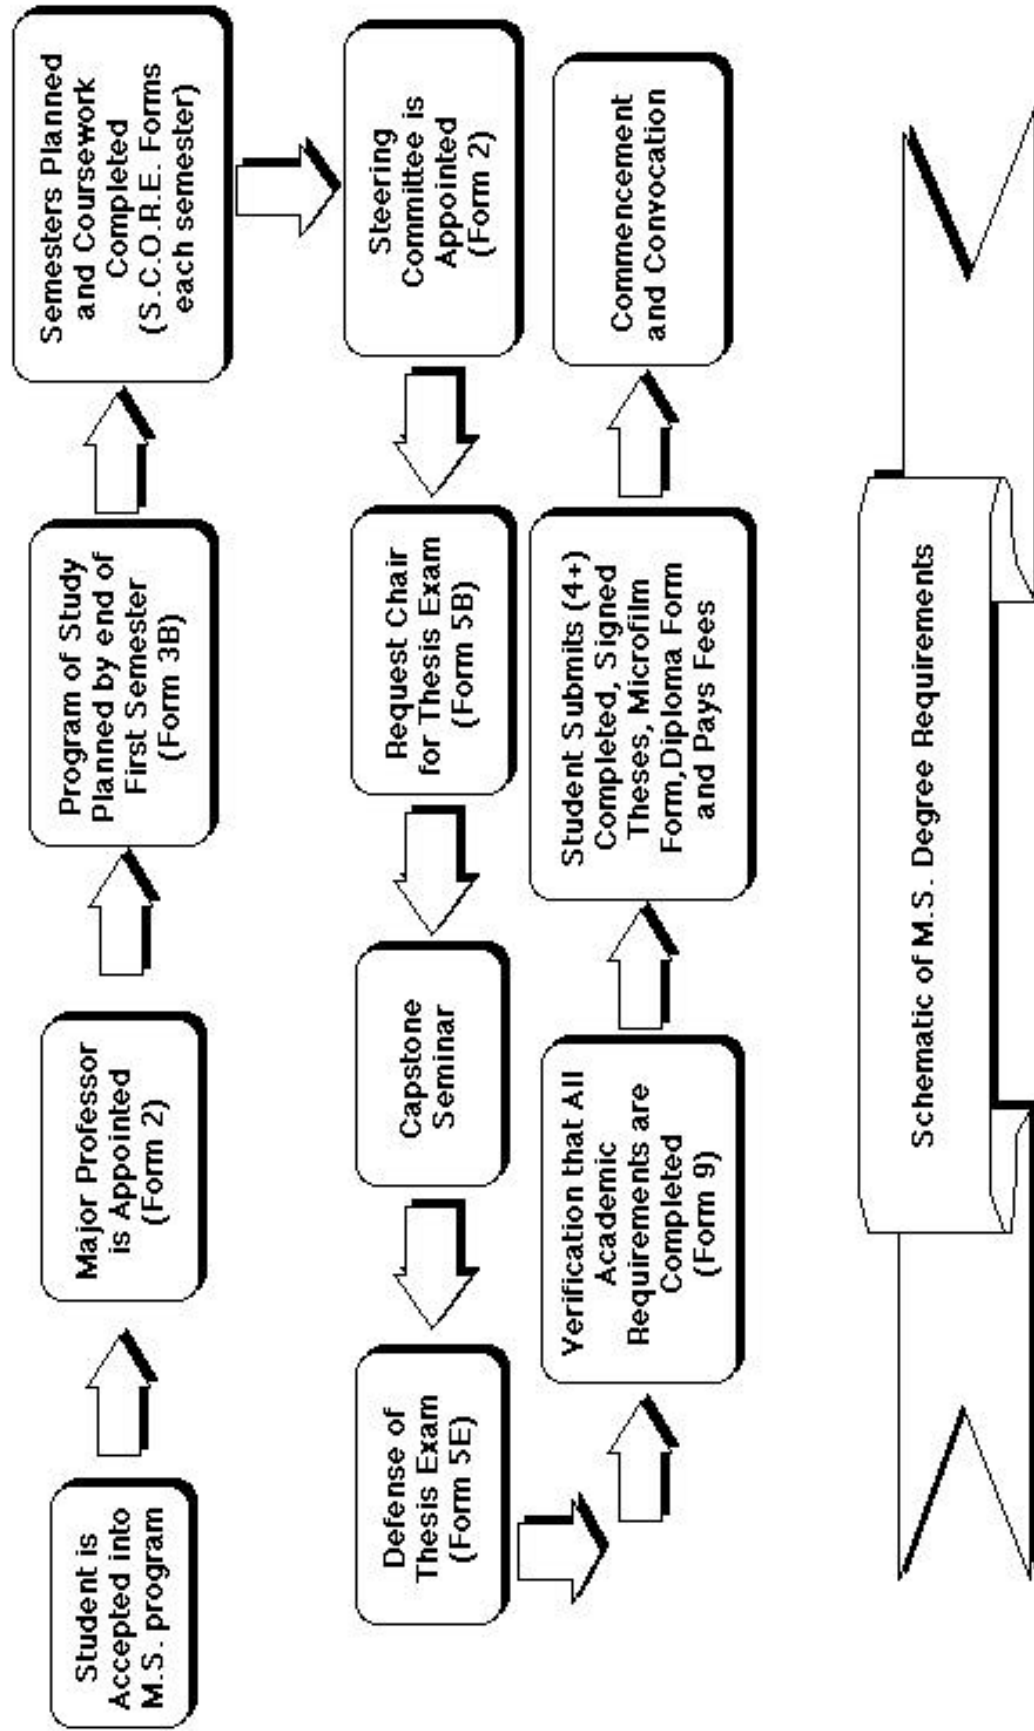 Student is
Accepted into
M.S. program
Major Professor
is Appointed
(Form 2)
Program of Study
Planned by end of
First Semester
(Form 3B)
Semesters Planned
and Coursework
Completed
(S.C.O.R.E. Forms
each semester)
Steering
Committee is
Appointed
(Form 2)
Request Chair
for Thesis Exam
(Form 5B)
Capstone
Seminar
Defense of
Thesis Exam
(Form 5E)
Verification that All
Academic
Requirements are
Completed
(Form 9)
Student Submits (4+)
Completed, Signed
Theses, Microfilm
Form,Diploma Form
and Pays Fees
Commencement
and Convocation
Schematic of M.S. Degree Requirements